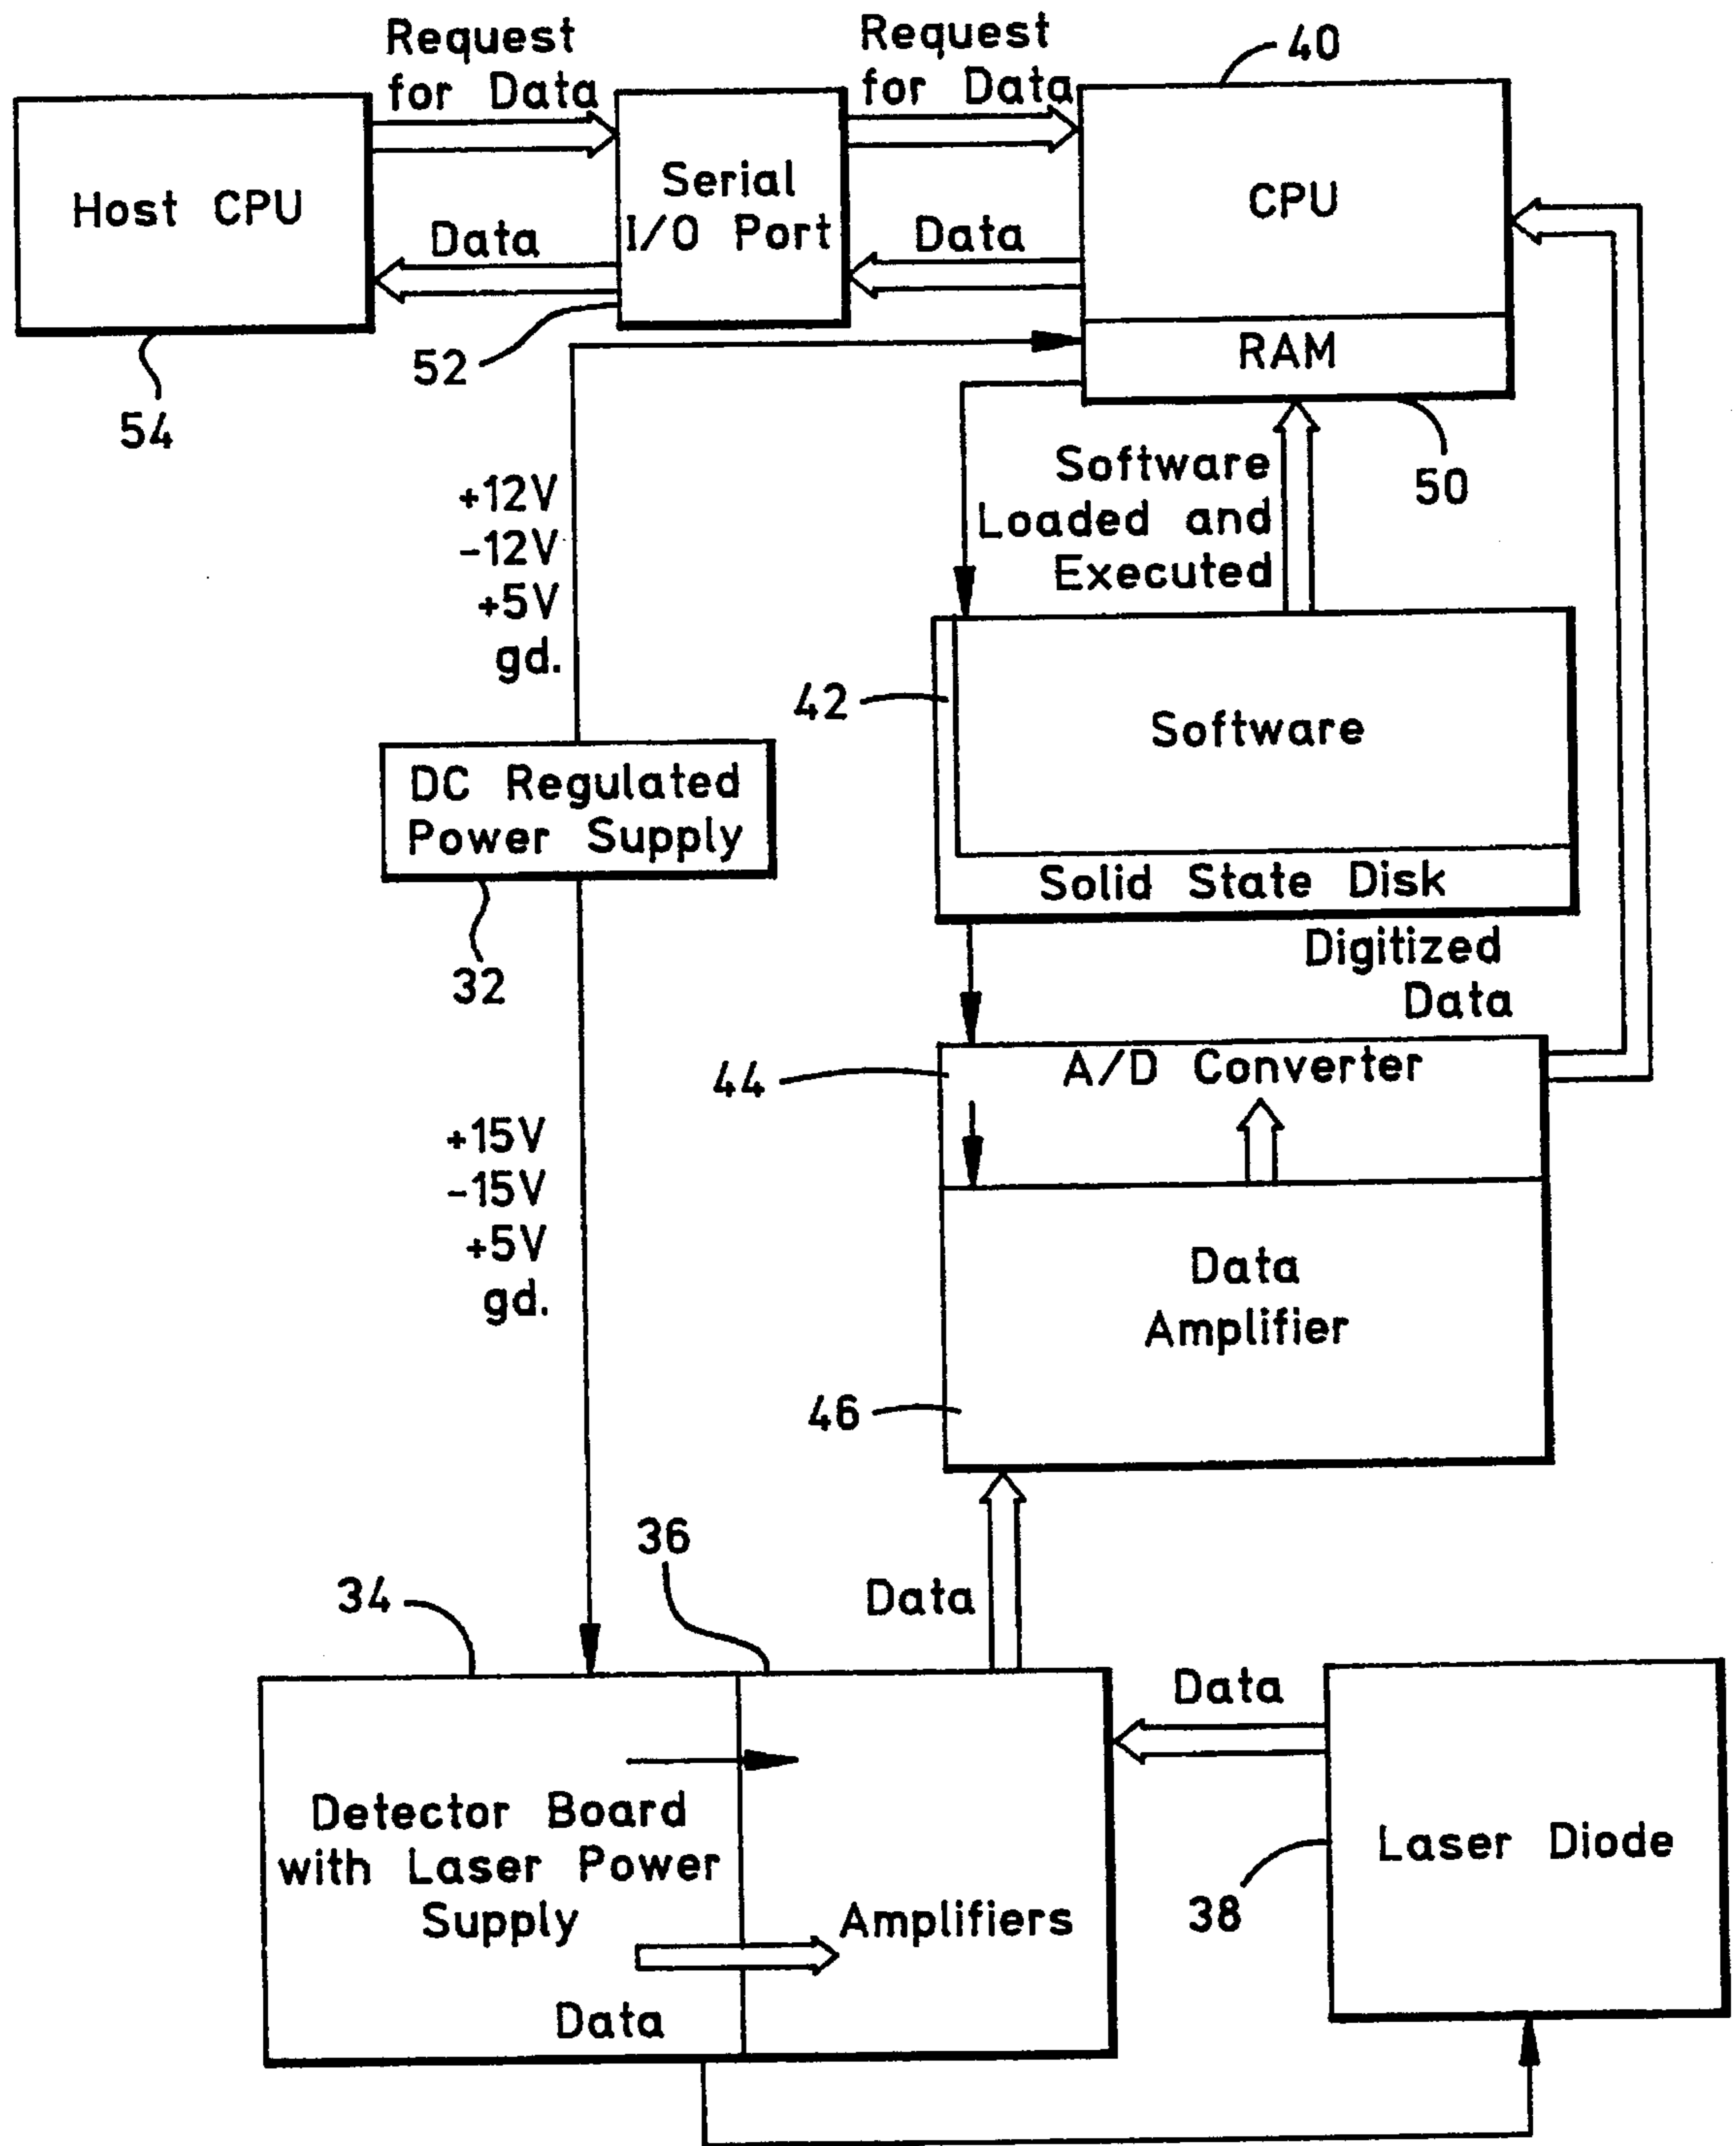 Request
for Data
Request
for Data
40
Host CPU
Serial
I/O Port
CPU
Data
Data
RAM
52
54
50
Software
Loaded and
Executed
+12V
-12V
+5V
gd.
42
Software
DC Regulated
Power Supply
Solid State Disk
32
Digitized
Data
44
A/D Converter
+15V
-15V
+5V
gd.
Data
Amplifier
46
36
34
Data
Data
Detector Board
with Laser Power
Supply
Amplifiers
Data
Laser Diode
38